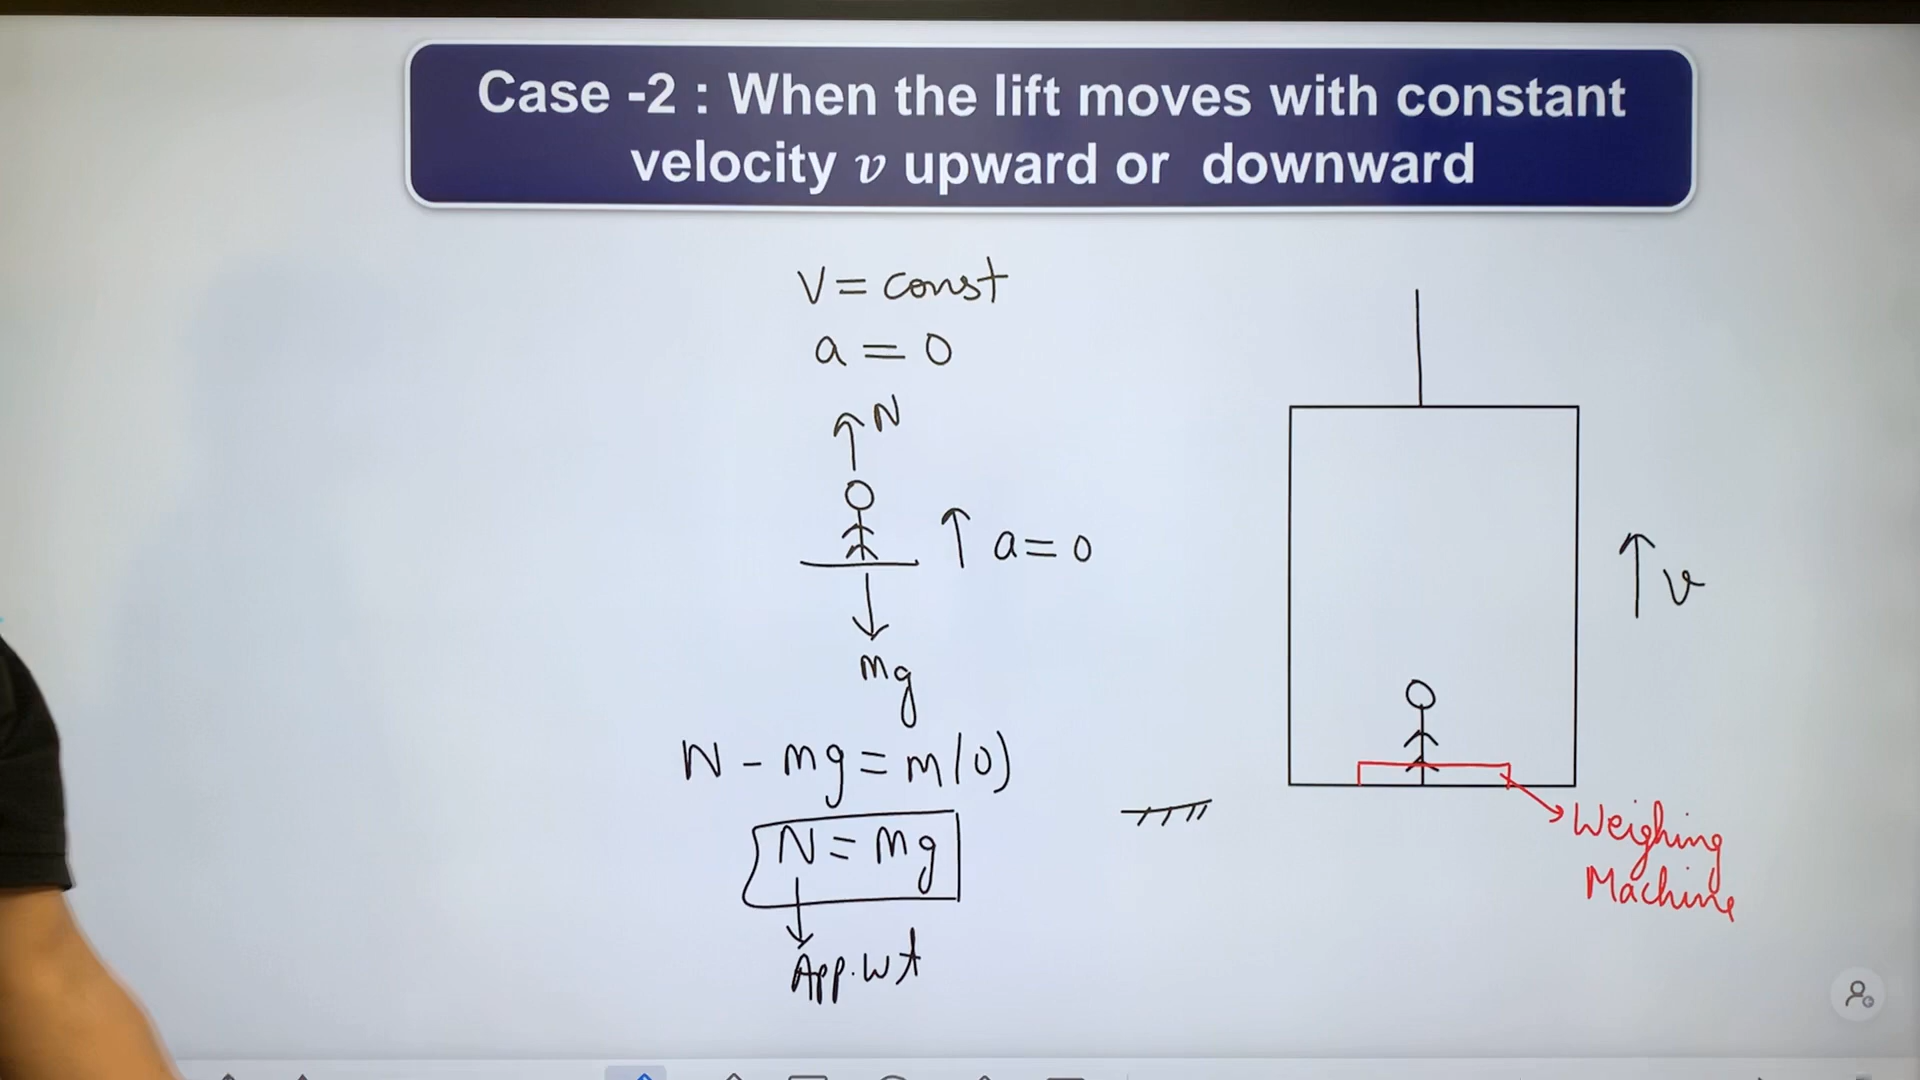 Case -2 : When the lift moves with constant
velocity v upward or downward
V = const
a = 0
N
a = 0
mg
N - mg = m(0)
N = mg
App. wt
v
Weighing
Machine